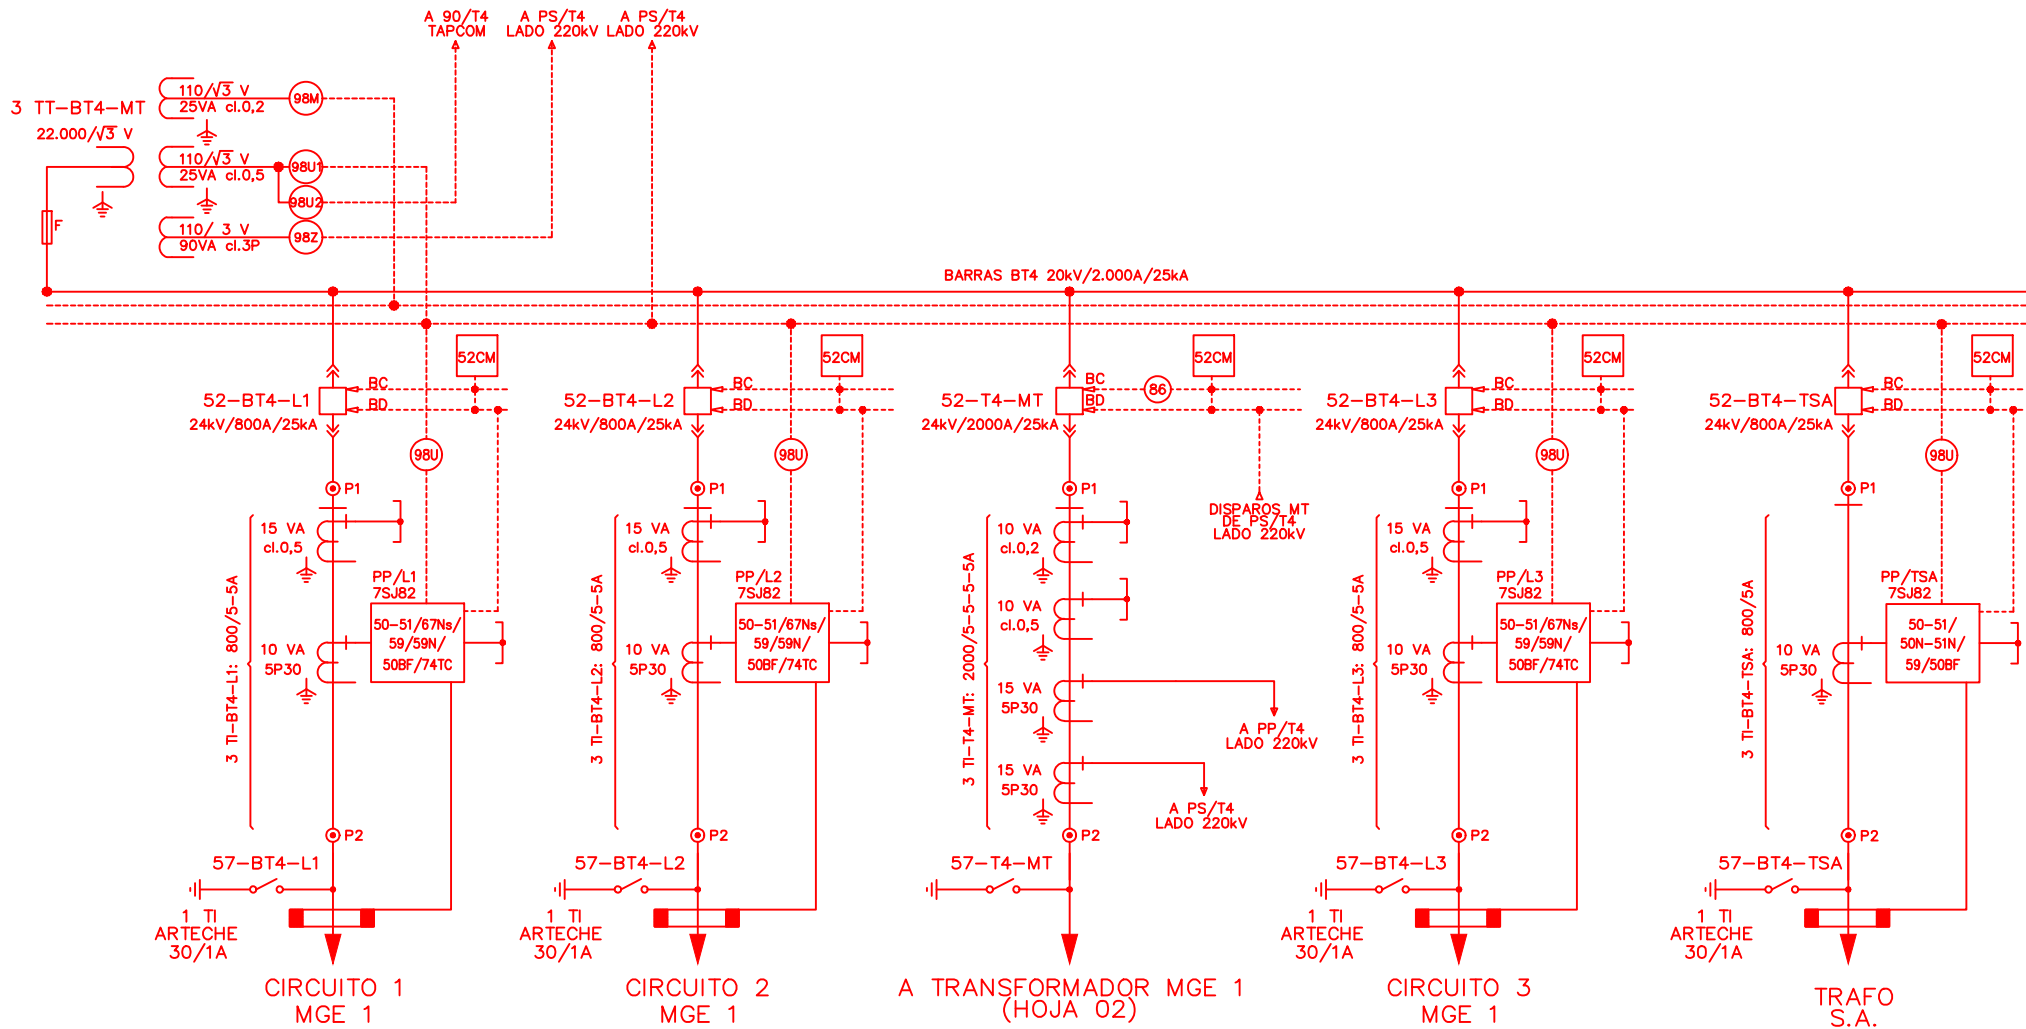 A 90/T4
TAPCOM
A PS/T4
LADO 220kV
A PS/T4
LADO 220kV
3 TT-BT4-MT
22.000/√3 V
110/√3 V
25VA cl.0,2
98M
110/√3 V
25VA cl.0,5
98U1
98U2
110/ 3 V
90VA cl.3P
98Z
F
BARRAS BT4 20kV/2.000A/25kA
52-BT4-L1
24kV/800A/25kA
BC
BD
52CM
98U
P1
15 VA
cl.0,5
3 TI-BT4-L1: 800/5-5A
PP/L1
7SJ82
50-51/67Ns/
59/59N/
50BF/74TC
10 VA
5P30
P2
57-BT4-L1
1 TI
ARTECHE
30/1A
CIRCUITO 1
MGE 1
52-BT4-L2
24kV/800A/25kA
BC
BD
52CM
98U
P1
15 VA
cl.0,5
3 TI-BT4-L2: 800/5-5A
PP/L2
7SJ82
50-51/67Ns/
59/59N/
50BF/74TC
10 VA
5P30
P2
57-BT4-L2
1 TI
ARTECHE
30/1A
CIRCUITO 2
MGE 1
52-T4-MT
24kV/2000A/25kA
BC
BD
86
52CM
P1
DISPAROS MT
DE PS/T4
LADO 220kV
10 VA
cl.0,2
10 VA
cl.0,5
3 TI-T4-MT: 2000/5-5-5-5A
15 VA
5P30
A PP/T4
LADO 220kV
15 VA
5P30
A PS/T4
LADO 220kV
P2
57-T4-MT
A TRANSFORMADOR MGE 1
(HOJA 02)
52-BT4-L3
24kV/800A/25kA
BC
BD
52CM
98U
P1
15 VA
cl.0,5
3 TI-BT4-L3: 800/5-5A
PP/L3
7SJ82
50-51/67Ns/
59/59N/
50BF/74TC
10 VA
5P30
P2
57-BT4-L3
1 TI
ARTECHE
30/1A
CIRCUITO 3
MGE 1
52-BT4-TSA
24kV/800A/25kA
BC
BD
52CM
98U
P1
3 TI-BT4-TSA: 800/5A
PP/TSA
7SJ82
50-51/
50N-51N/
59/50BF
10 VA
5P30
P2
57-BT4-TSA
1 TI
ARTECHE
30/1A
TRAFO
S.A.